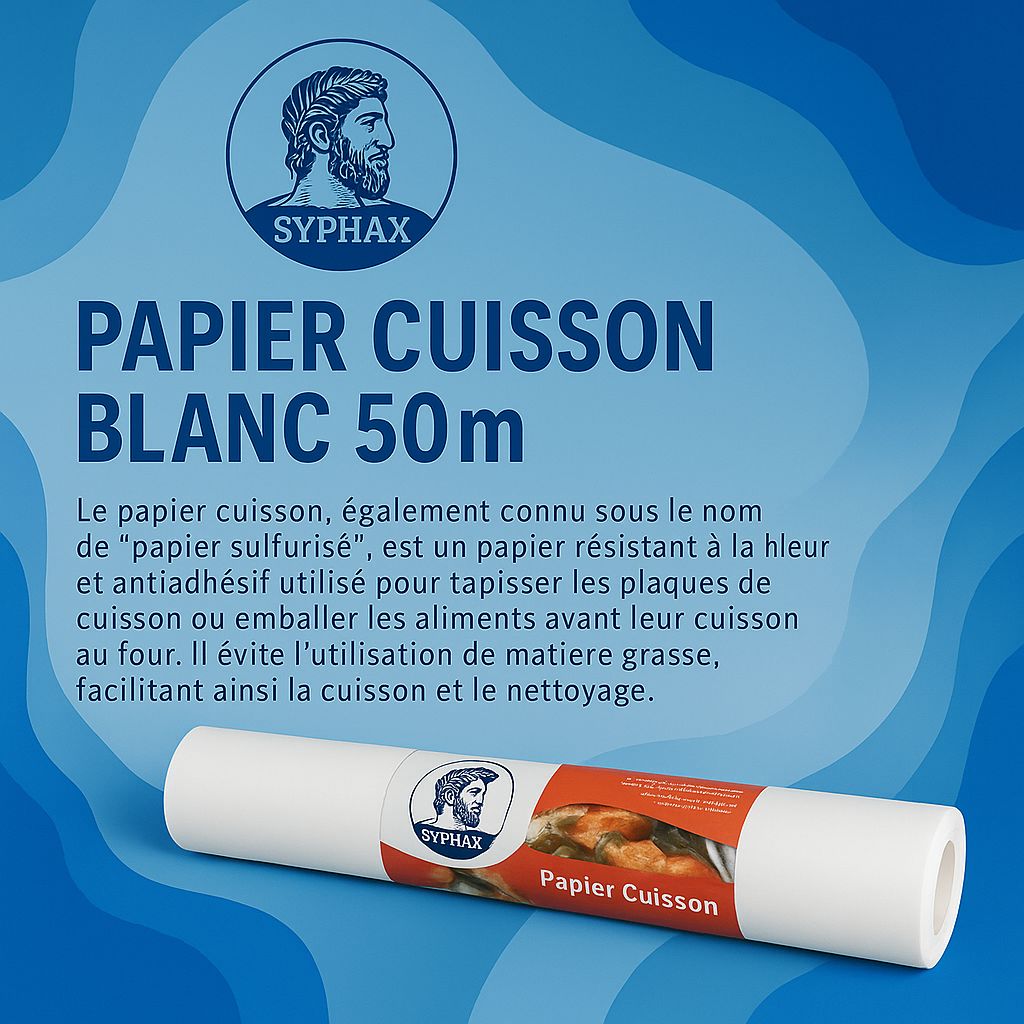 SYPHAX
PAPIER CUISSON
BLANC 50m
Le papier cuisson, également connu sous le nom
de “papier sulfurisé”, est un papier résistant à la hleur
et antiadhésif utilisé pour tapisser les plaques de
cuisson ou emballer les aliments avant leur cuisson
au four. Il évite l’utilisation de matiere grasse,
facilitant ainsi la cuisson et le nettoyage.
SYPHAX
Papier Cuisson